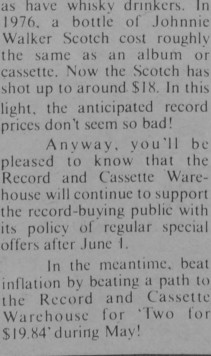 as have whisky drinkers. In
1976, a bottle of Johnnie
Walker Scotch cost roughly
the same as an album or
cassette. Now the Scotch has
shot up to around $18. In this
light, the anticipated record
prices don't seem so bad!
Anyway, you'll be
pleased to know that the
Record and Cassette Ware-
house will continue to support
the record-buying public with
its policy of regular special
offers after June 1.
In the meantime, beat
inflation by beating a path to
the Record and Cassette
Warehouse for 'Two for
$19.84' during May!